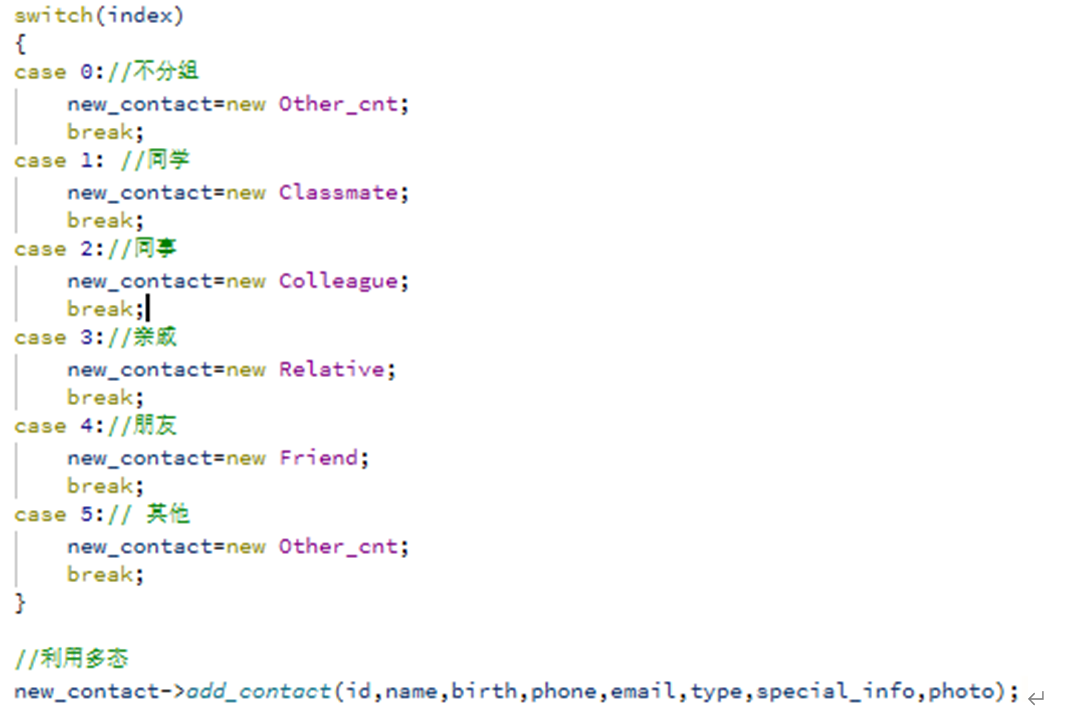 switch(index)
{
case 0://不分组
    new_contact=new Other_cnt;
    break;
case 1: //同学
    new_contact=new Classmate;
    break;
case 2://同事
    new_contact=new Colleague;
    break;
case 3://亲戚
    new_contact=new Relative;
    break;
case 4://朋友
    new_contact=new Friend;
    break;
case 5:// 其他
    new_contact=new Other_cnt;
    break;
}
//利用多态
new_contact->add_contact(id,name,birth,phone,email,type,special_info,photo);